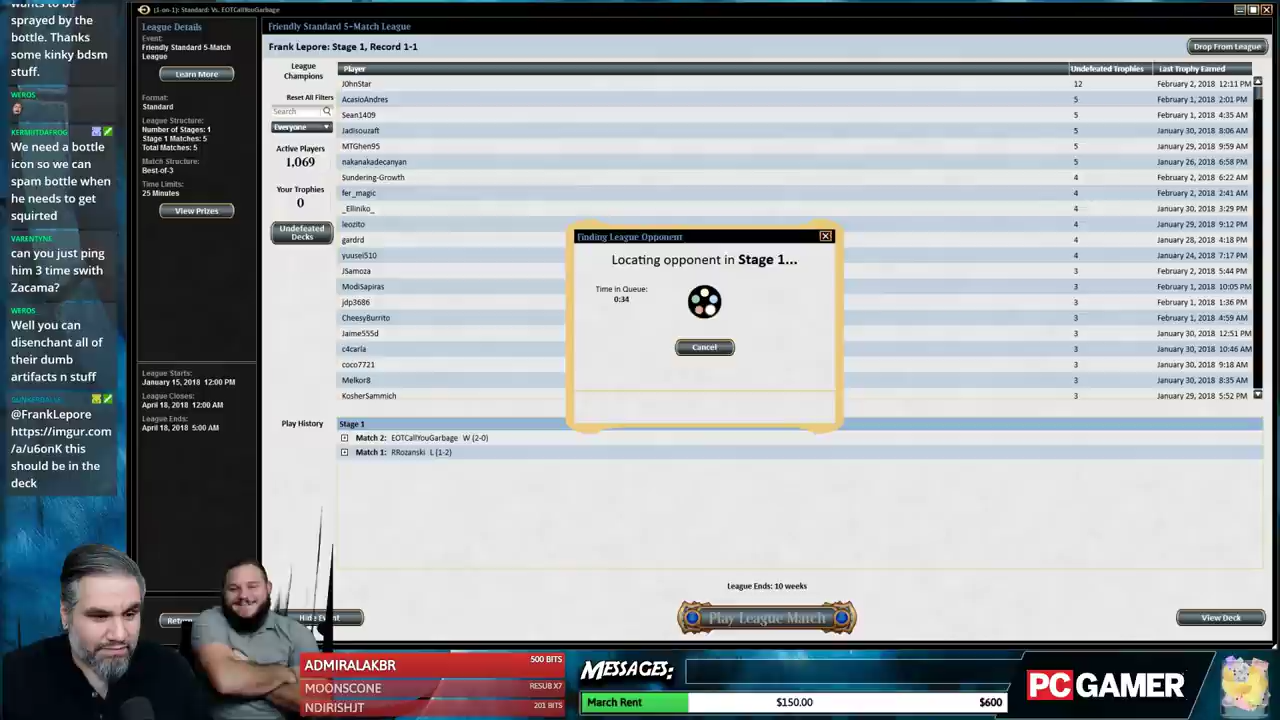 wants to be
sprayed by the
bottle. Thanks
some kinky bdsm
stuff.
WEROS
KERMIITDAFROG
We need a bottle
icon so we can
spam bottle when
he needs to get
squirted
VARENTYNE
can you just ping
him 3 time swith
Zacama?
WEROS
Well you can
disenchant all of
their dumb
artifacts n stuff
@FrankLepore
https://imgur.com
/a/u6onK this
should be in the
deck
(1-on-1): Standard: Vs. EOTCallYouGarbage
League Details
Event:
Friendly Standard 5-Match
League
Learn More
Format:
Standard
League Structure:
Number of Stages: 1
Stage 1 Matches: 5
Total Matches: 5
Match Structure:
Best-of-3
Time Limits:
25 Minutes
View Prizes
League Starts:
January 15, 2018 12:00 PM
League Closes:
April 18, 2018 12:00 AM
League Ends:
April 18, 2018 5:00 AM
Friendly Standard 5-Match League
Frank Lepore: Stage 1, Record 1-1
Drop From League
League
Champions
Reset All Filters
Search
Everyone
Active Players
1,069
Your Trophies
0
Undefeated
Decks
Player Undefeated Trophies Last Trophy Earned
J0hnStar 12 February 2, 2018 12:11 PM
AcasioAndres 5 February 1, 2018 2:01 PM
Sean1409 5 February 1, 2018 4:35 AM
Jadisouzaft 5 January 30, 2018 8:06 AM
MTGhen95 5 January 29, 2018 9:59 AM
nakanakadecanyan 5 January 26, 2018 6:58 PM
Sundering-Growth 4 February 2, 2018 6:22 AM
fer_magic 4 February 2, 2018 2:41 AM
_Elliniko_ 4 January 30, 2018 3:29 PM
leozito 4 January 29, 2018 9:12 PM
gardrd 4 January 28, 2018 4:18 PM
yuusei510 4 January 24, 2018 7:17 PM
JSamoza 3 February 2, 2018 5:44 PM
ModiSapiras 3 February 1, 2018 10:05 PM
jdp3686 3 February 1, 2018 1:36 PM
CheesyBurrito 3 February 1, 2018 4:59 AM
Jaime555d 3 January 30, 2018 12:51 PM
c4carla 3 January 30, 2018 10:46 AM
coco7721 3 January 30, 2018 9:18 AM
Melkor8 3 January 30, 2018 8:35 AM
KosherSammich 3 January 29, 2018 5:52 PM
Finding League Opponent
Locating opponent in Stage 1...
Time in Queue:
0:34
Cancel
Play History
Stage 1
Match 2: EOTCallYouGarbage W (2-0)
Match 1: RRozanski L (1-2)
League Ends: 10 weeks
Hide Event
Play League Match
View Deck
ADMIRALAKBR 500 BITS
MOONSCONE RESUB X7
NDIRISHJT 201 BITS
MESSAGES:
March Rent $150.00 $600
PC GAMER